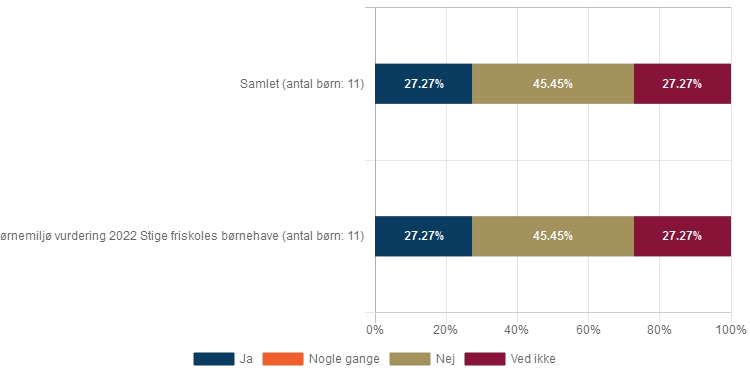 Samlet (antal børn: 11)
27.27% 45.45% 27.27%
ørnemiljø vurdering 2022 Stige friskoles børnehave (antal børn: 11)
27.27% 45.45% 27.27%
0% 20% 40% 60% 80% 100%
Ja Nogle gange Nej Ved ikke